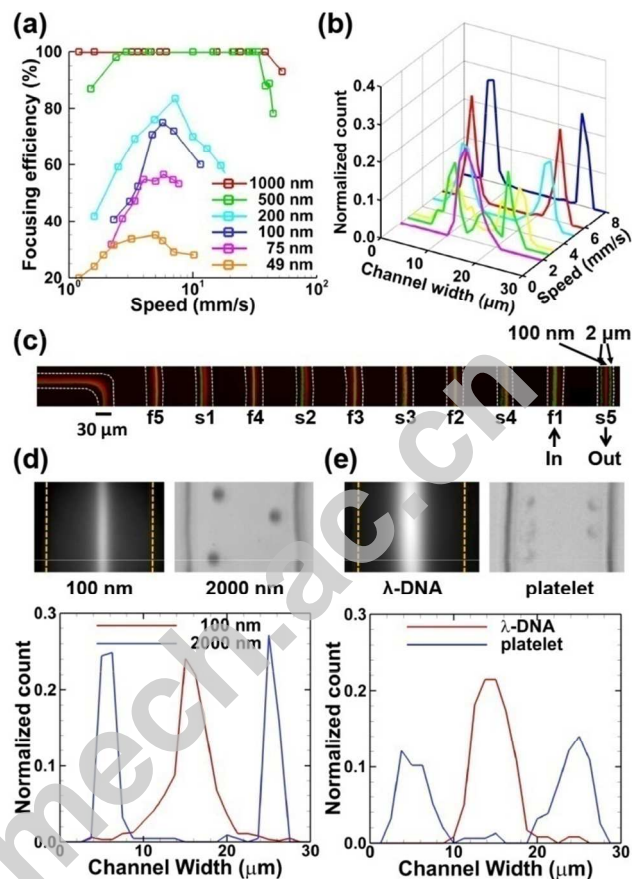 (a)
Focusing efficiency (%)
100
80
60
40
20
10⁰
10¹
10²
Speed (mm/s)
1000 nm
500 nm
200 nm
100 nm
75 nm
49 nm
(b)
Normalized count
0.4
0.3
0.2
0.1
0.0
0
10
20
30
Channel width (μm)
0
2
4
6
8
Speed (mm/s)
(c)
100 nm 2 μm
30 μm
f5 s1 f4 s2 f3 s3 f2 s4 f1 s5
In Out
(d)
100 nm 2000 nm
Normalized count
0.3
0.2
0.1
0.0
0 10 20 30
Channel Width (μm)
100 nm
2000 nm
(e)
λ-DNA platelet
Normalized count
0.3
0.2
0.1
0.0
0 10 20 30
Channel Width (μm)
λ-DNA
platelet
mech.ac.cn